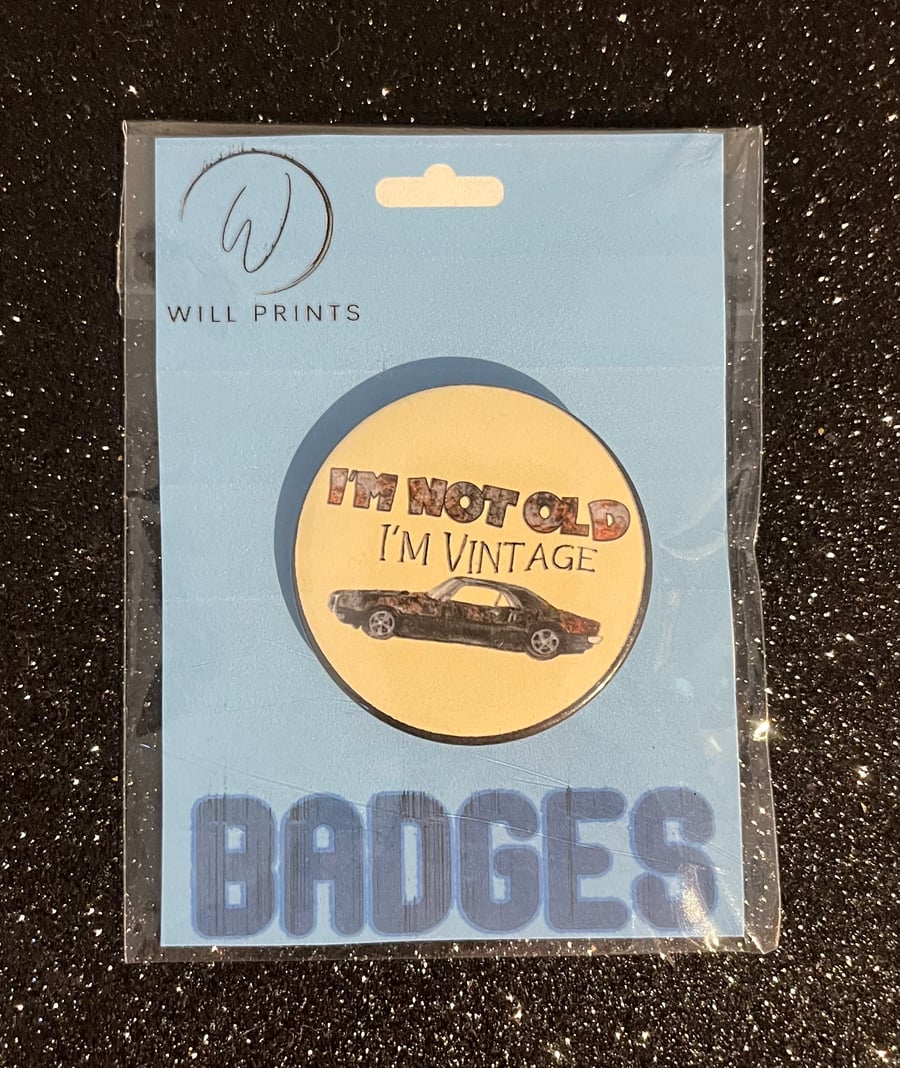 W
WILL PRINTS
I'M NOT OLD
I'M VINTAGE
BADGES